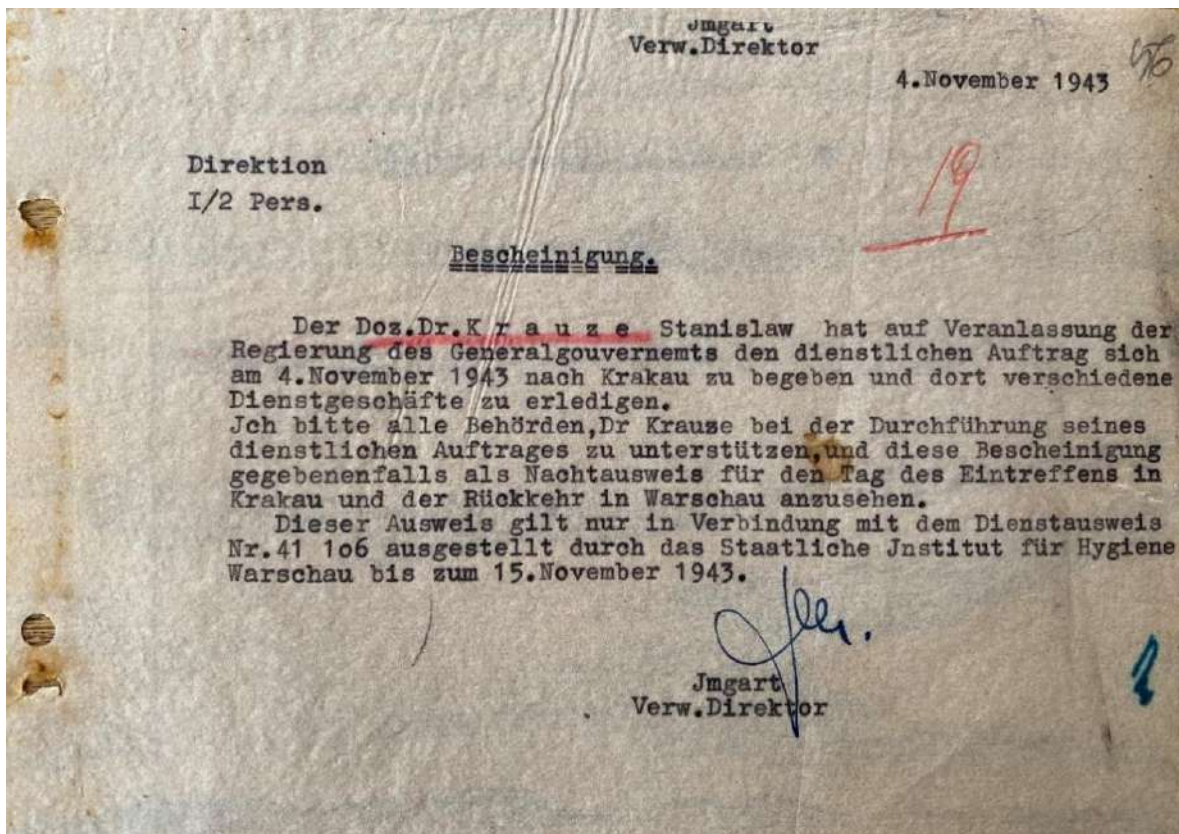 Jmgart
Verw.Direktor
56
4.November 1943
19
Direktion
I/2 Pers.
Bescheinigung.
Der Doz.Dr.K r a u z e Stanislaw hat auf Veranlassung der
Regierung des Generalgouvernemts den dienstlichen Auftrag sich
am 4.November 1943 nach Krakau zu begeben und dort verschiedene
Dienstgeschäfte zu erledigen.
Jch bitte alle Behörden,Dr Krauze bei der Durchführung seines
dienstlichen Auftrages zu unterstützen,und diese Bescheinigung
gegebenenfalls als Nachtausweis für den Tag des Eintreffens in
Krakau und der Rückkehr in Warschau anzusehen.
Dieser Ausweis gilt nur in Verbindung mit dem Dienstausweis
Nr.41 1o6 ausgestellt durch das Staatliche Jnstitut für Hygiene
Warschau bis zum 15.November 1943.
Jmgart
Verw.Direktor